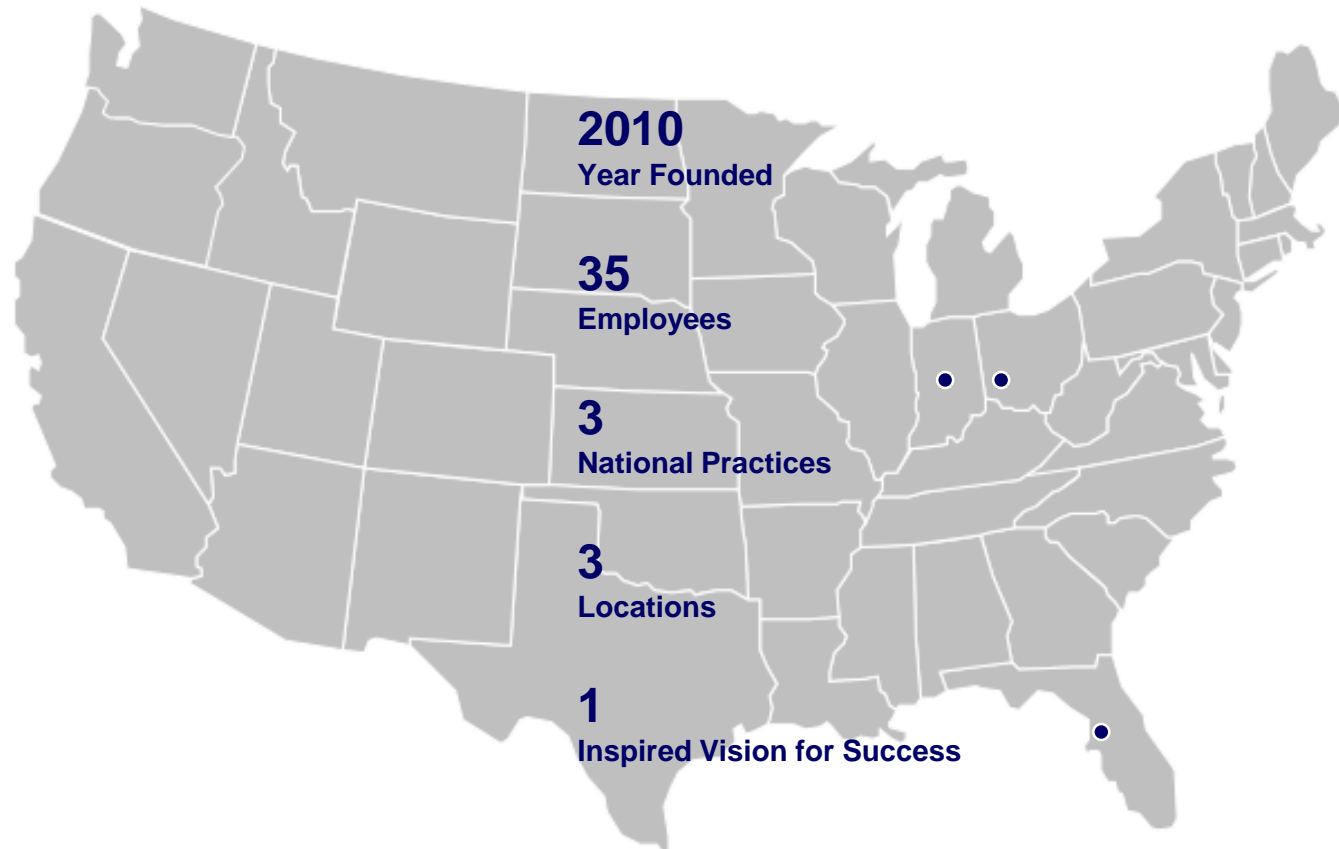 2010
Year Founded
35
Employees
3
National Practices
3
Locations
1
Inspired Vision for Success